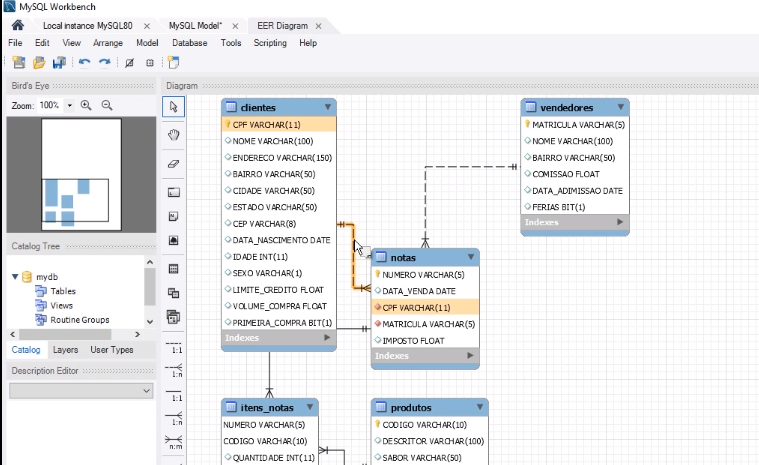 MySQL Workbench
Local instance MySQL80
MySQL Model*
EER Diagram
File Edit View Arrange Model Database Tools Scripting Help
Bird's Eye
Zoom: 100%
Catalog Tree
mydb
Tables
Views
Routine Groups
Catalog Layers User Types
Description Editor
Diagram
1:1
1:n
1:1
1:n
n:m
clientes
CPF VARCHAR(11)
NOME VARCHAR(100)
ENDERECO VARCHAR(150)
BAIRRO VARCHAR(50)
CIDADE VARCHAR(50)
ESTADO VARCHAR(50)
CEP VARCHAR(8)
DATA_NASCIMENTO DATE
IDADE INT(11)
SEXO VARCHAR(1)
LIMITE_CREDITO FLOAT
VOLUME_COMPRA FLOAT
PRIMEIRA_COMPRA BIT(1)
Indexes
vendedores
MATRICULA VARCHAR(5)
NOME VARCHAR(100)
BAIRRO VARCHAR(50)
COMISSAO FLOAT
DATA_ADIMISSAO DATE
FERIAS BIT(1)
Indexes
notas
NUMERO VARCHAR(5)
DATA_VENDA DATE
CPF VARCHAR(11)
MATRICULA VARCHAR(5)
IMPOSTO FLOAT
Indexes
itens_notas
NUMERO VARCHAR(5)
CODIGO VARCHAR(10)
QUANTIDADE INT(11)
produtos
CODIGO VARCHAR(10)
DESCRITOR VARCHAR(100)
SABOR VARCHAR(50)